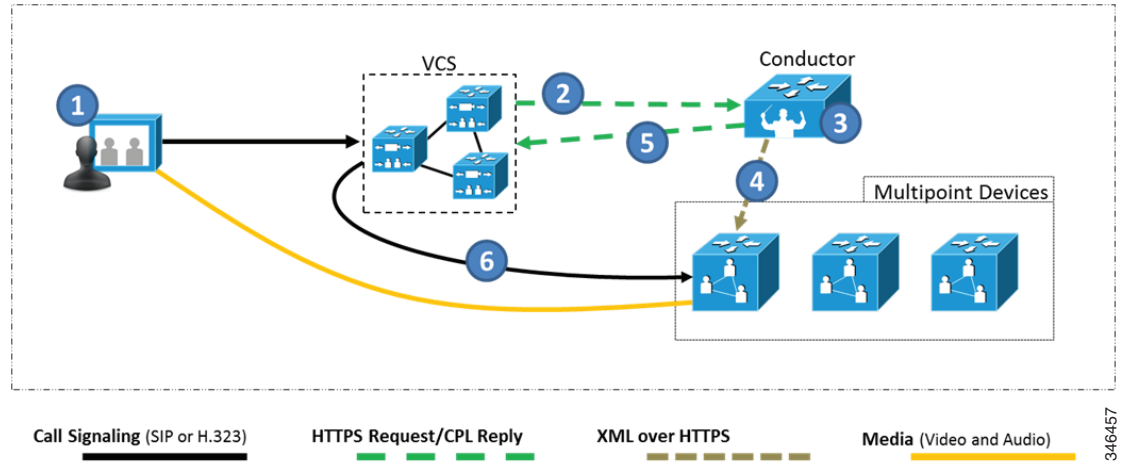 VCS
Conductor
1
2
3
5
4
Multipoint Devices
6
Call Signaling (SIP or H.323)
HTTPS Request/CPL Reply
XML over HTTPS
Media (Video and Audio)
346457